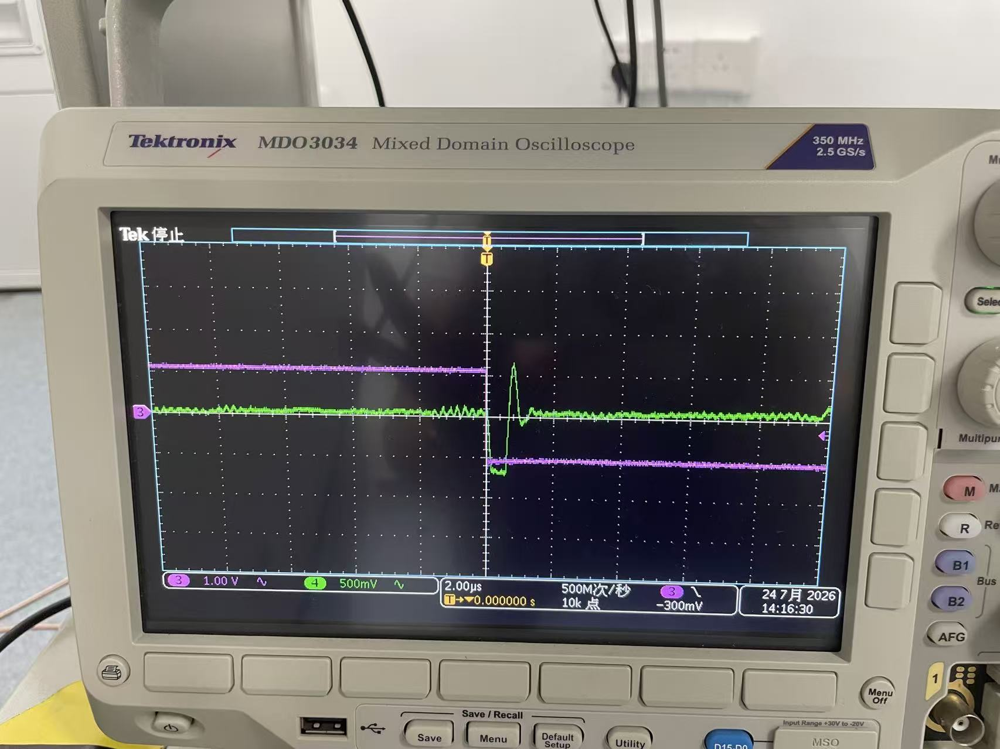 Tektronix MDO3034 Mixed Domain Oscilloscope
350 MHz
2.5 GS/s
Tek 停止
T
T
3
3 1.00 V
4 500mV
2.00µs
T→▼0.000000 s
500M次/秒
10k 点
3
−300mV
24 7月 2026
14:16:30
M
R
B1
Bus
B2
AFG
1
Menu
Off
Save / Recall
Save
Menu
Default
Setup
Utility
D15-D0
Input Range +30V to -20V
MSO